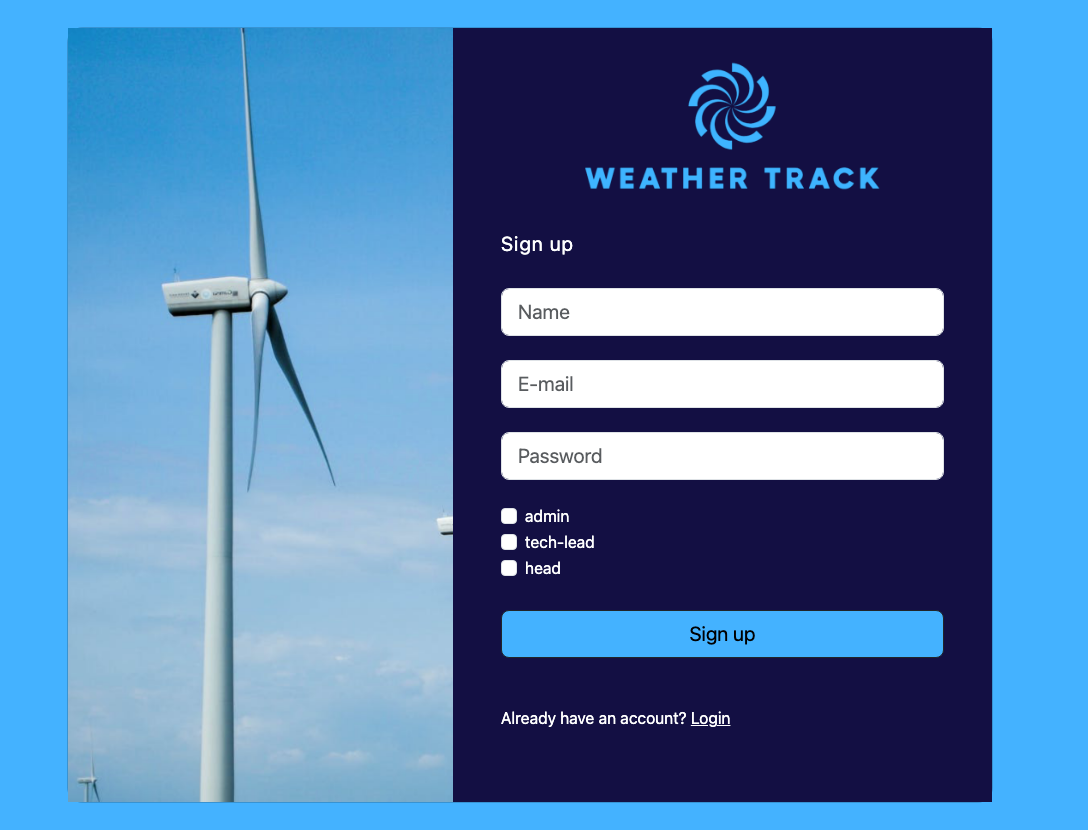 WEATHER TRACK
Sign up
Name
E-mail
Password
admin
tech-lead
head
Sign up
Already have an account? Login